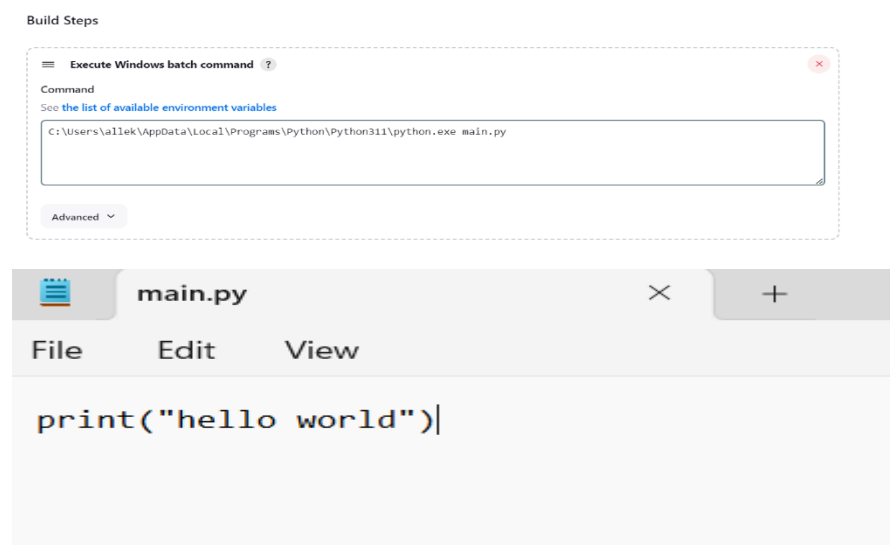 Build Steps
Execute Windows batch command ?
Command
See the list of available environment variables
C:\Users\allek\AppData\Local\Programs\Python\Python311\python.exe main.py
Advanced
main.py
File Edit View
print("hello world")